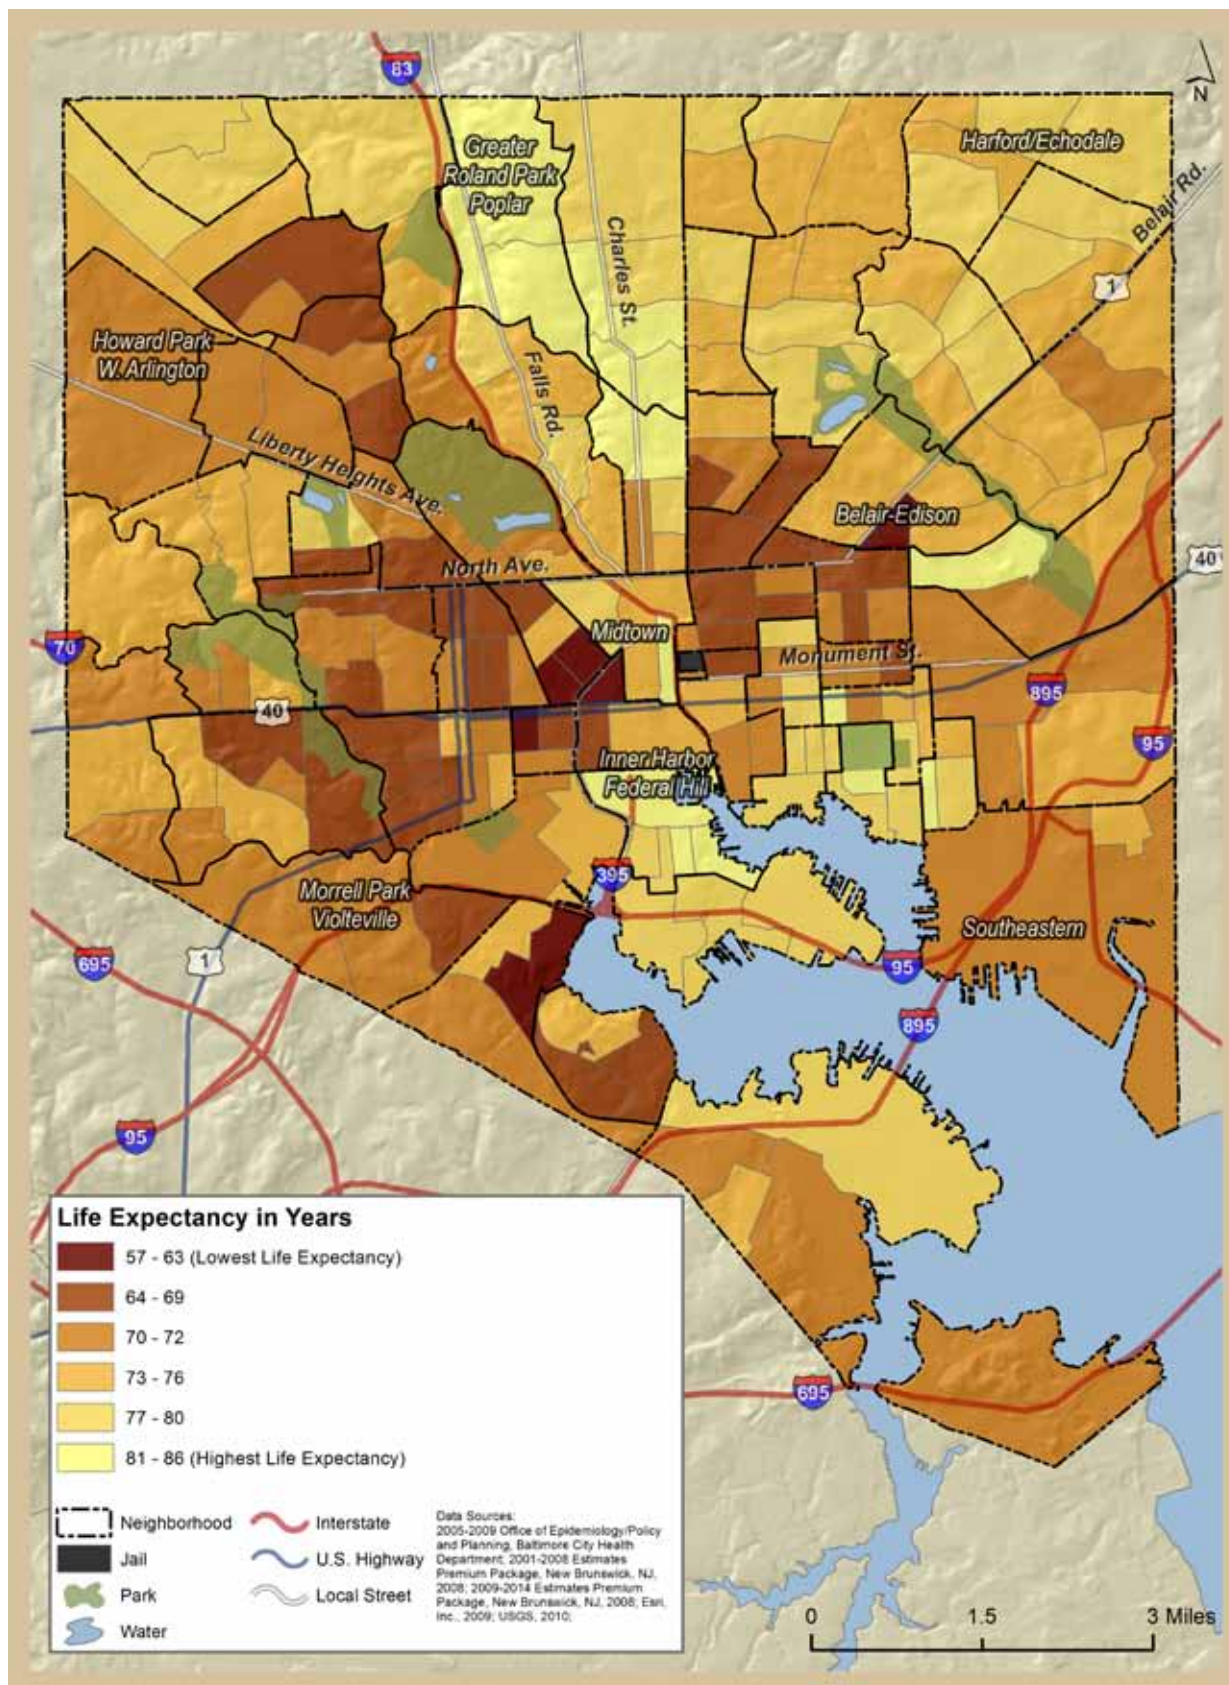 83
N
Greater
Roland Park
Poplar
Harford/Echodale
Belair Rd.
Charles St.
1
Howard Park
W. Arlington
Falls Rd.
Liberty Heights Ave.
Belair-Edison
North Ave.
40
Midtown
70
Monument St.
895
40
95
Inner Harbor
Federal Hill
395
Morrell Park
Violteville
Southeastern
695
1
95
895
95
695
Life Expectancy in Years
57 - 63 (Lowest Life Expectancy)
64 - 69
70 - 72
73 - 76
77 - 80
81 - 86 (Highest Life Expectancy)
Neighborhood
Jail
Park
Water
Interstate
U.S. Highway
Local Street
Data Sources:
2005-2009 Office of Epidemiology/Policy
and Planning, Baltimore City Health
Department; 2001-2008 Estimates
Premium Package, New Brunswick, NJ,
2008; 2009-2014 Estimates Premium
Package, New Brunswick, NJ, 2008; Esri,
Inc., 2009; USGS, 2010;
0 1.5 3 Miles